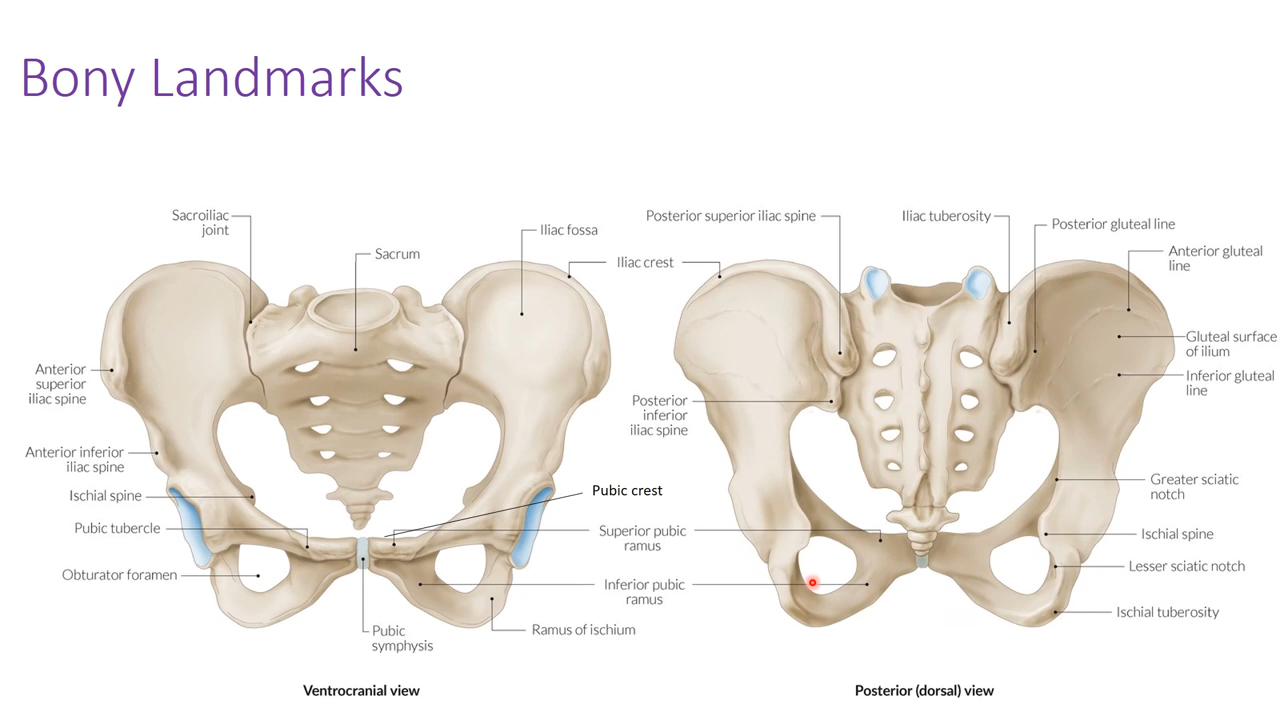 Bony Landmarks
Sacroiliac
joint
Sacrum
Iliac fossa
Iliac crest
Anterior
superior
iliac spine
Anterior inferior
iliac spine
Ischial spine
Pubic tubercle
Obturator foramen
Pubic
symphysis
Ramus of ischium
Pubic crest
Superior pubic
ramus
Inferior pubic
ramus
Ventrocranial view
Posterior superior iliac spine
Iliac tuberosity
Posterior gluteal line
Anterior gluteal
line
Gluteal surface
of ilium
Inferior gluteal
line
Posterior
inferior
iliac spine
Greater sciatic
notch
Ischial spine
Lesser sciatic notch
Ischial tuberosity
Posterior (dorsal) view